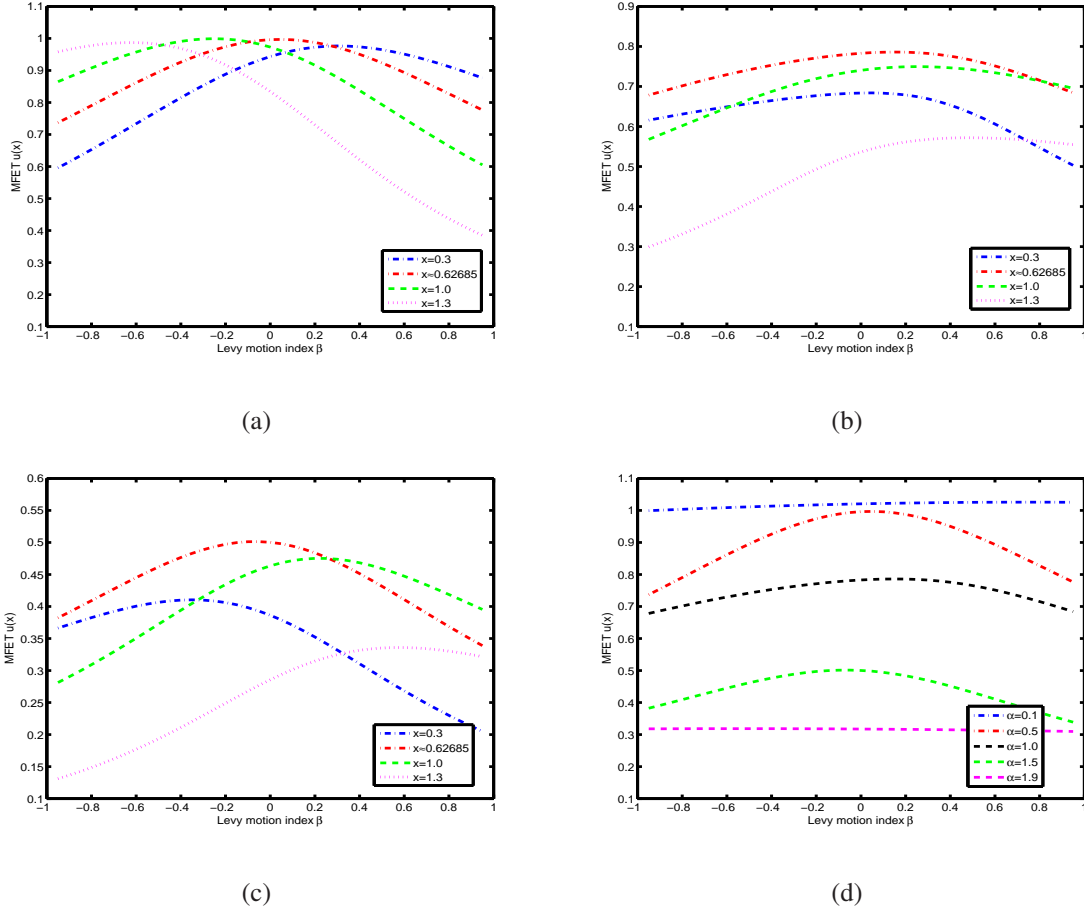 1.1
1
0.9
0.8
0.7
0.6
0.5
0.4
0.3
0.2
0.1
MFET u(x)
−1 −0.8 −0.6 −0.4 −0.2 0 0.2 0.4 0.6 0.8 1
Levy motion index β
x=0.3
x≈0.62685
x=1.0
x=1.3
(a)
0.9
0.8
0.7
0.6
0.5
0.4
0.3
0.2
0.1
MFET u(x)
−1 −0.8 −0.6 −0.4 −0.2 0 0.2 0.4 0.6 0.8 1
Levy motion index β
x=0.3
x≈0.62685
x=1.0
x=1.3
(b)
0.6
0.55
0.5
0.45
0.4
0.35
0.3
0.25
0.2
0.15
0.1
MFET u(x)
−1 −0.8 −0.6 −0.4 −0.2 0 0.2 0.4 0.6 0.8 1
Levy motion index β
x=0.3
x≈0.62685
x=1.0
x=1.3
(c)
1.1
1
0.9
0.8
0.7
0.6
0.5
0.4
0.3
0.2
0.1
MFET u(x)
−1 −0.8 −0.6 −0.4 −0.2 0 0.2 0.4 0.6 0.8 1
Levy motion index β
α=0.1
α=0.5
α=1.0
α=1.5
α=1.9
(d)